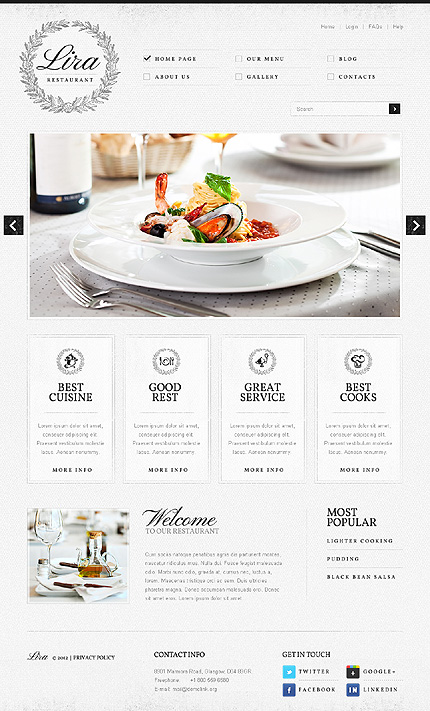 Home | Login | FAQs | Help
Lira
RESTAURANT
HOME PAGE
OUR MENU
BLOG
ABOUT US
GALLERY
CONTACTS
Search
BEST
CUISINE
Lorem ipsum dolor sit amet,
consecuer adipiscing elit.
Praesent vestibulum molestie
lacus. Aenean nonummy.
MORE INFO
GOOD
REST
Lorem ipsum dolor sit amet,
consecuer adipiscing elit.
Praesent vestibulum molestie
lacus. Aenean nonummy.
MORE INFO
GREAT
SERVICE
Lorem ipsum dolor sit amet,
consecuer adipiscing elit.
Praesent vestibulum molestie
lacus. Aenean nonummy.
MORE INFO
BEST
COOKS
Lorem ipsum dolor sit amet,
consecuer adipiscing elit.
Praesent vestibulum molestie
lacus. Aenean nonummy.
MORE INFO
Welcome
TO OUR RESTAURANT
Cum sociis natoque penatibus magnis dis parturient montes,
nascetur ridiculus mus. Nulla dui. Fusce feugiat malesuada
odio. Morbi nunc odio, gravida at, cursus nec, luctus a,
lorem. Maecenas tristique orci ac sem. Duis ultricies
pharetra magna. Donec accumsan malesuada orci. Donec
sit amet eros. Lorem ipsum dolor sit amet
MOST
POPULAR
LIGHTER COOKING
PUDDING
BLACK BEAN SALSA
Lira © 2012 | PRIVACY POLICY
CONTACT INFO
8901 Marmora Road, Glasgow, D04 89GR
Freephone: +1 800 559 6580
E-mail: mail@demolink.org
GET IN TOUCH
TWITTER
GOOGLE+
FACEBOOK
LINKEDIN